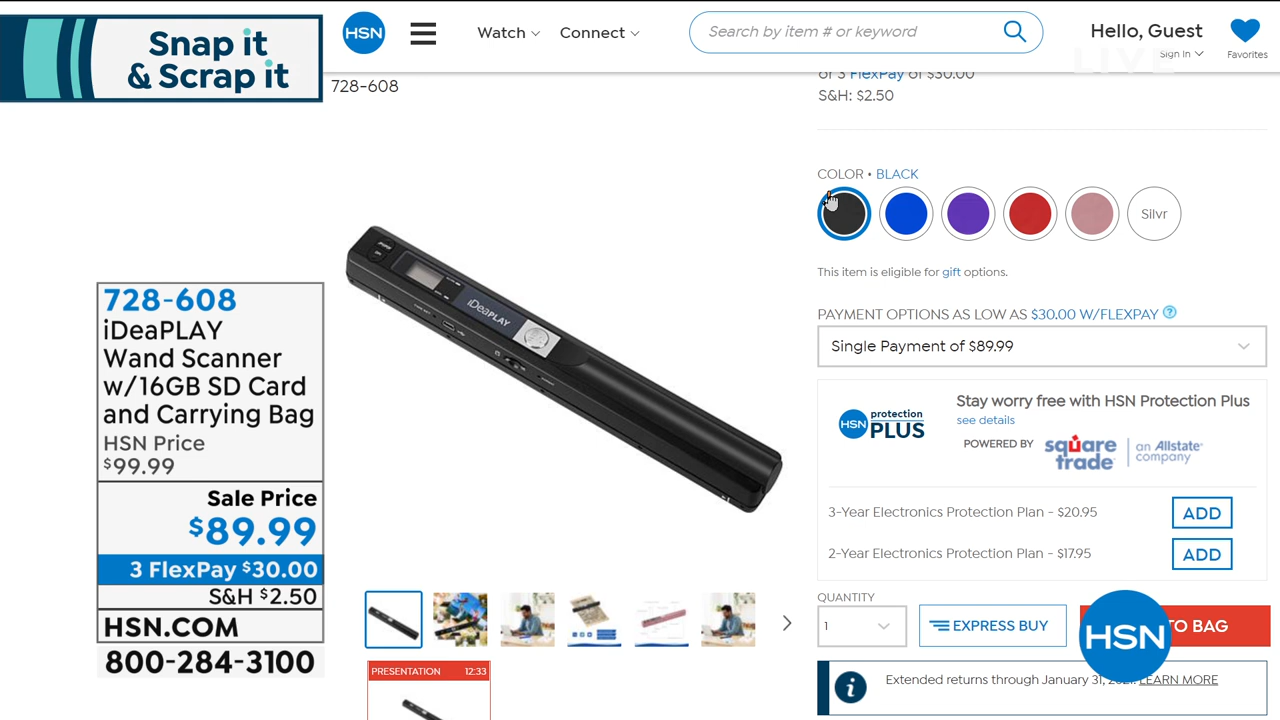 Snap it
& Scrap it
HSN
Watch
Connect
Search by item # or keyword
Hello, Guest
Sign In
Favorites
LIVE
728-608
or 3 FlexPay of $30.00
S&H: $2.50
COLOR • BLACK
Silvr
This item is eligible for gift options.
PAYMENT OPTIONS AS LOW AS $30.00 W/FLEXPAY ?
Single Payment of $89.99
HSN protection PLUS
Stay worry free with HSN Protection Plus
see details
POWERED BY square trade | an Allstate company
3-Year Electronics Protection Plan - $20.95
ADD
2-Year Electronics Protection Plan - $17.95
ADD
QUANTITY
1
EXPRESS BUY
TO BAG
HSN
Extended returns through January 31, LEARN MORE
728-608
iDeaPLAY
Wand Scanner
w/16GB SD Card
and Carrying Bag
HSN Price
$99.99
Sale Price
$89.99
3 FlexPay $30.00
S&H $2.50
HSN.COM
800-284-3100
iDeaPLAY
PRESENTATION 12:33